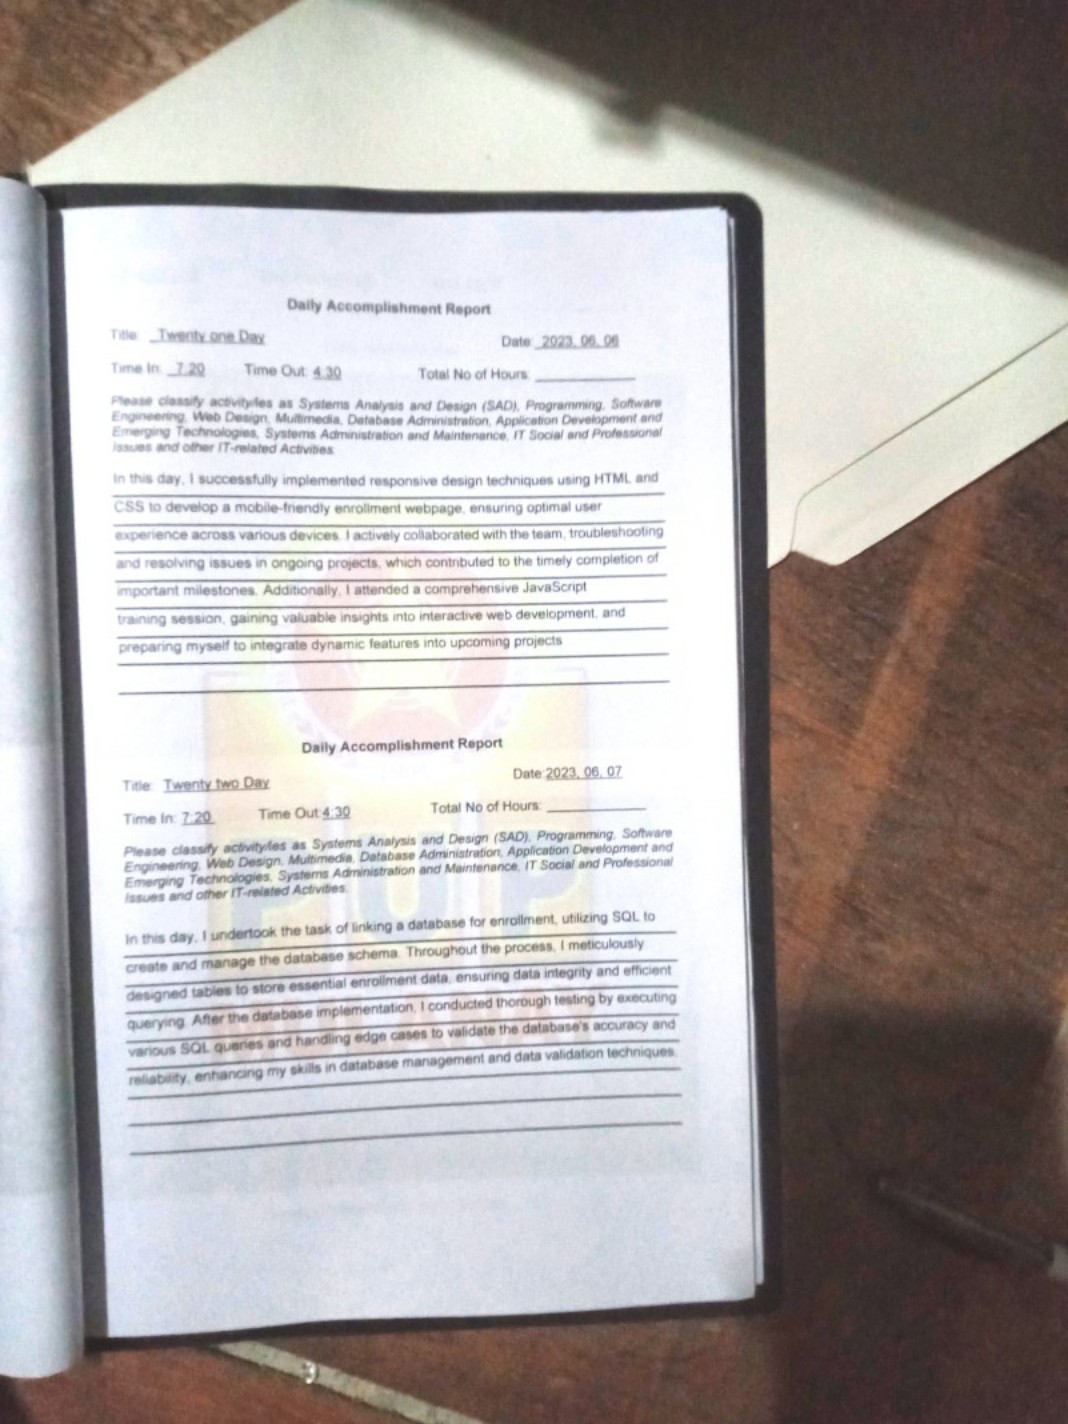 Daily Accomplishment Report
Title: Twenty one Day Date: 2023. 06. 06
Time In: 7:20 Time Out: 4:30 Total No of Hours:
Please classify activity/ies as Systems Analysis and Design (SAD), Programming, Software
Engineering, Web Design, Multimedia, Database Administration, Application Development and
Emerging Technologies, Systems Administration and Maintenance, IT Social and Professional
Issues and other IT-related Activities.
In this day, I successfully implemented responsive design techniques using HTML and
CSS to develop a mobile-friendly enrollment webpage, ensuring optimal user
experience across various devices. I actively collaborated with the team, troubleshooting
and resolving issues in ongoing projects, which contributed to the timely completion of
important milestones. Additionally, I attended a comprehensive JavaScript
training session, gaining valuable insights into interactive web development, and
preparing myself to integrate dynamic features into upcoming projects
Daily Accomplishment Report
Title: Twenty two Day Date:2023. 06. 07
Time In: 7:20 Time Out:4:30 Total No of Hours:
Please classify activity/ies as Systems Analysis and Design (SAD), Programming, Software
Engineering, Web Design, Multimedia, Database Administration, Application Development and
Emerging Technologies, Systems Administration and Maintenance, IT Social and Professional
Issues and other IT-related Activities.
In this day, I undertook the task of linking a database for enrollment, utilizing SQL to
create and manage the database schema. Throughout the process, I meticulously
designed tables to store essential enrollment data, ensuring data integrity and efficient
querying. After the database implementation, I conducted thorough testing by executing
various SQL queries and handling edge cases to validate the database's accuracy and
reliability, enhancing my skills in database management and data validation techniques.
PUP